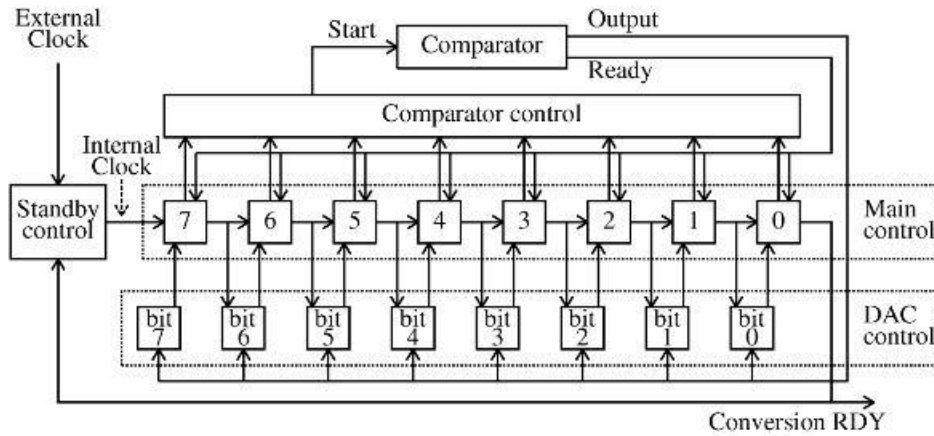 External
Clock
Start
Comparator
Output
Ready
Comparator control
Internal
Clock
Standby
control
7 6 5 4 3 2 1 0
Main
control
bit bit bit bit bit bit bit bit
7 6 5 4 3 2 1 0
DAC
control
Conversion RDY